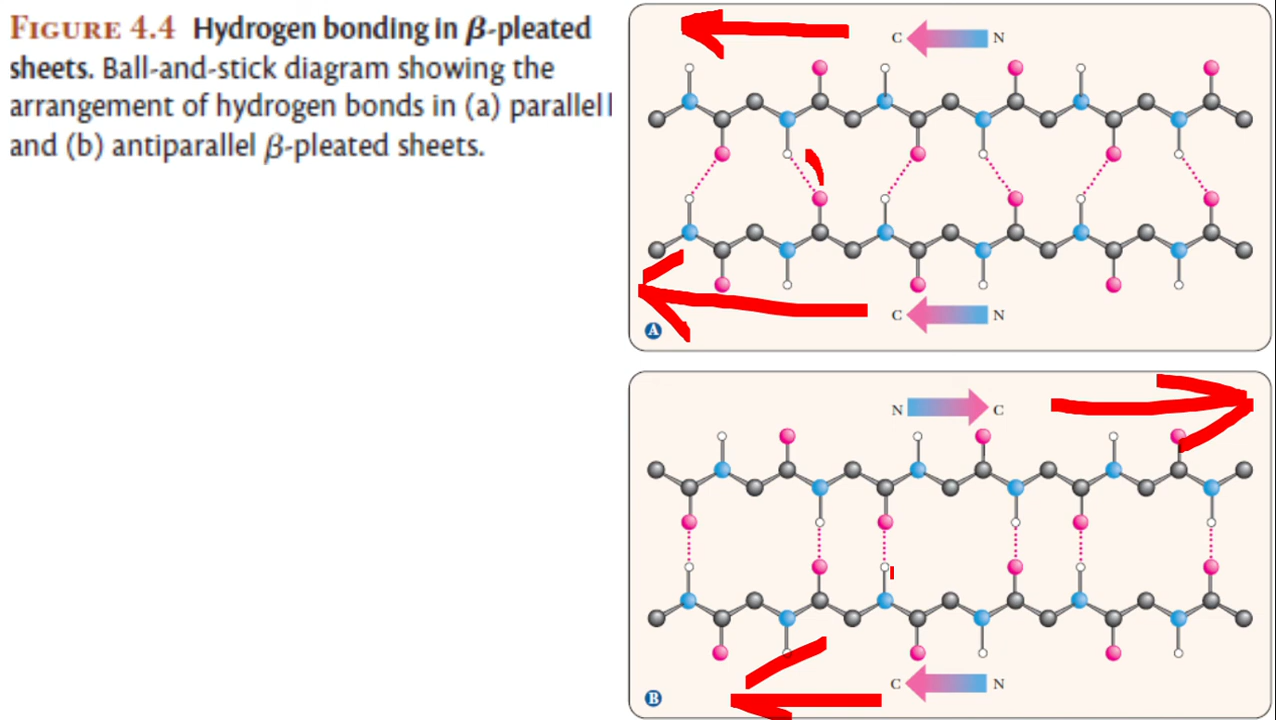 FIGURE 4.4 Hydrogen bonding in β-pleated
sheets. Ball-and-stick diagram showing the
arrangement of hydrogen bonds in (a) parallel
and (b) antiparallel β-pleated sheets.
C N
C N
A
N C
C N
B